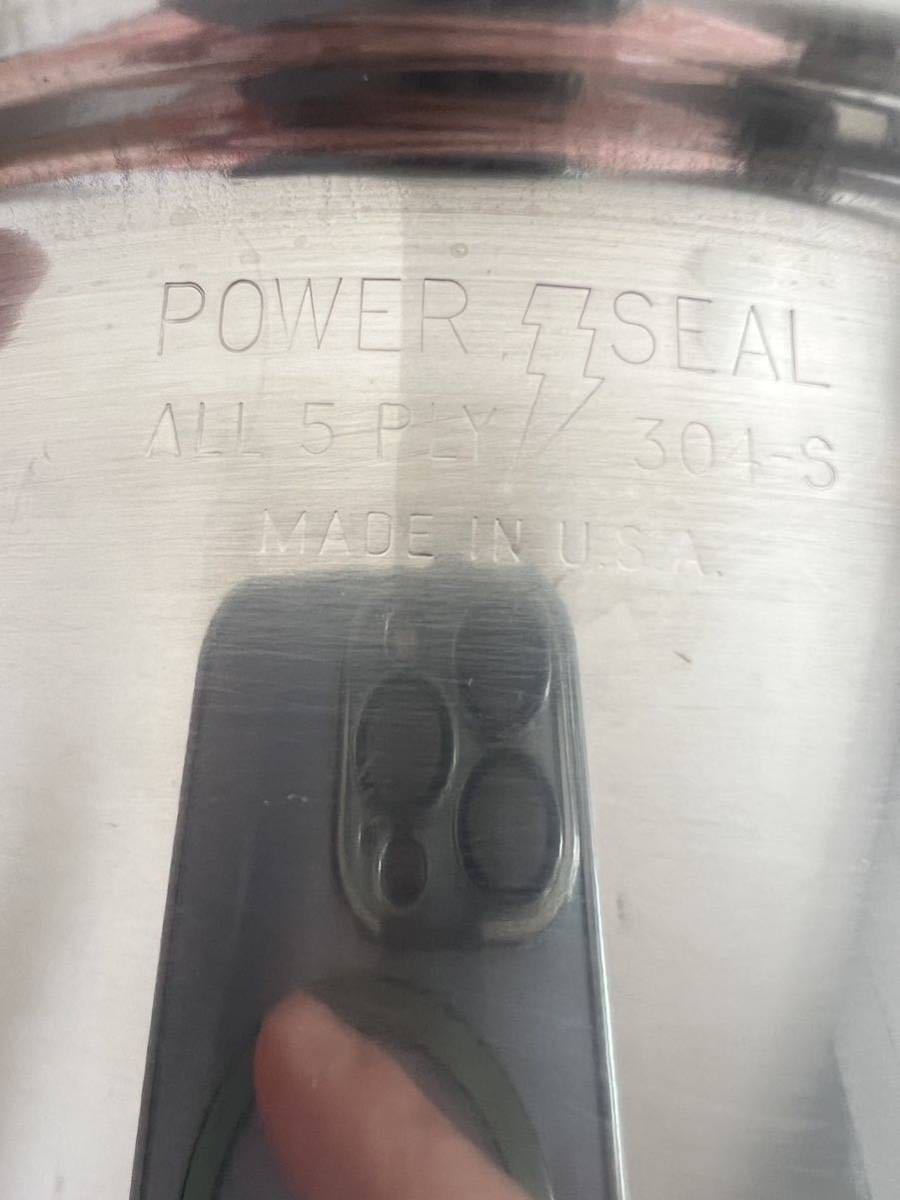 POWER SEAL
ALL 5 PLY 304-S
MADE IN U.S.A.